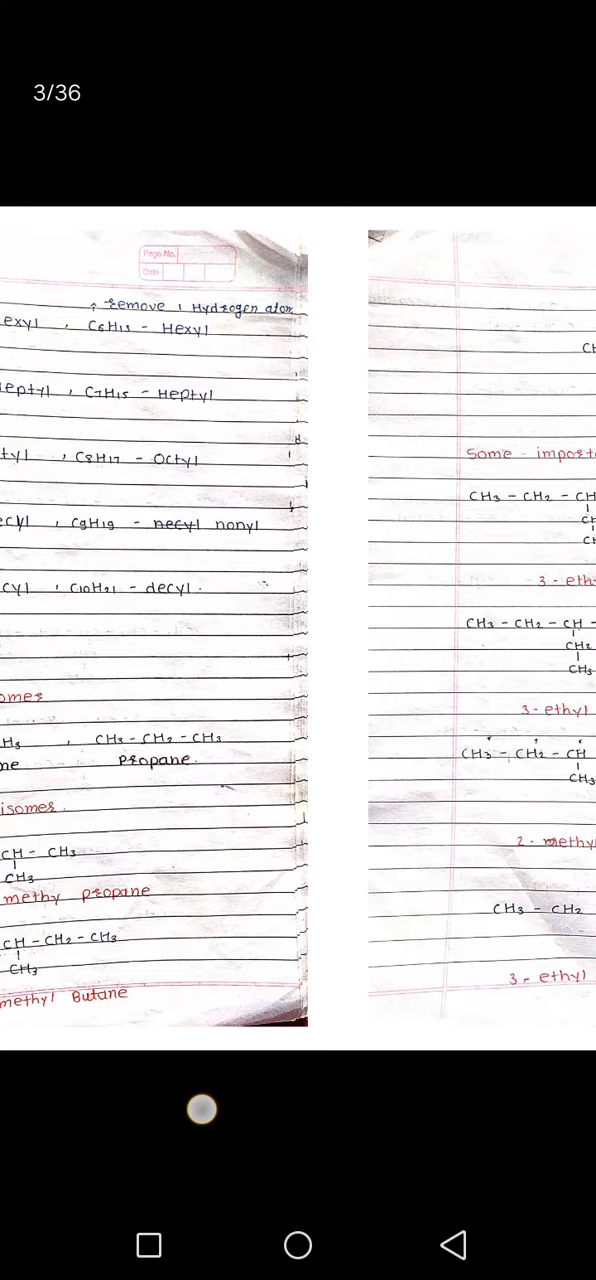 3/36
Page No.
Date
↑ remove 1 Hydrogen atom
exyl , C₆H₁₃ - Hexyl
eptyl , C₇H₁₅ - Heptyl
tyl , C₈H₁₇ - Octyl
ecyl , C₉H₁₉ - necyl nonyl
cyl , C₁₀H₂₁ - decyl .
omes
H₃ , CH₃ - CH₂ - CH₃
ne propane.
isomes
CH - CH₃
|
CH₃
methy propane
CH - CH₂ - CH₃
|
CH₃
methyl Butane
CH
Some - imposta
CH₃ - CH₂ - CH
|
CH
|
CH
3 - eth
CH₃ - CH₂ - CH -
|
CH₂
|
CH₃
3 - ethyl
CH₃ - CH₂ - CH
|
CH₃
2 - methyl
CH₃ - CH₂
3 - ethyl